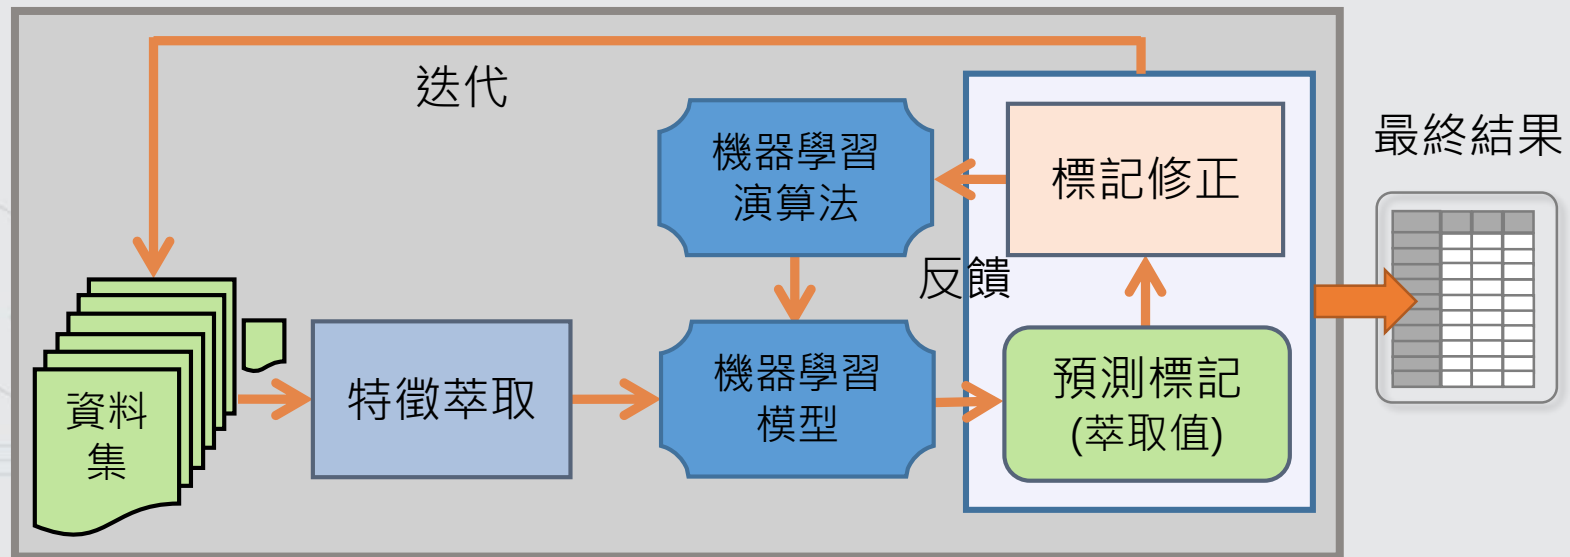 迭代
最終結果
機器學習
演算法
標記修正
反饋
資料
集
特徵萃取
機器學習
模型
預測標記
(萃取值)